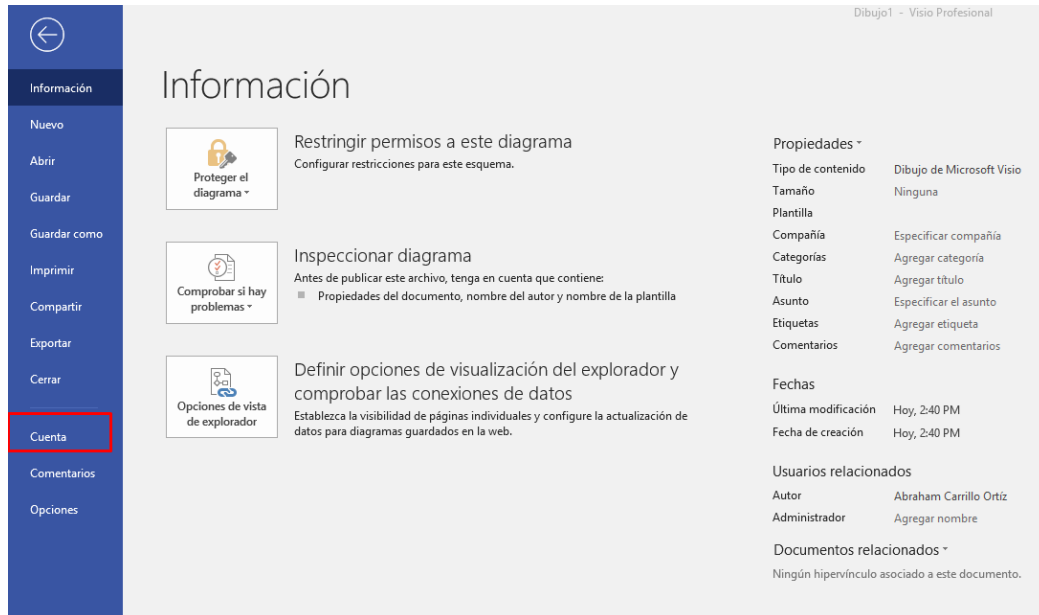 Dibujo1 - Visio Profesional
Información
Nuevo
Abrir
Guardar
Guardar como
Imprimir
Compartir
Exportar
Cerrar
Cuenta
Comentarios
Opciones
Información
Proteger el
diagrama
Restringir permisos a este diagrama
Configurar restricciones para este esquema.
Comprobar si hay
problemas
Inspeccionar diagrama
Antes de publicar este archivo, tenga en cuenta que contiene:
Propiedades del documento, nombre del autor y nombre de la plantilla
Opciones de vista
de explorador
Definir opciones de visualización del explorador y
comprobar las conexiones de datos
Establezca la visibilidad de páginas individuales y configure la actualización de
datos para diagramas guardados en la web.
Propiedades
Tipo de contenido Dibujo de Microsoft Visio
Tamaño Ninguna
Plantilla
Compañía Especificar compañía
Categorías Agregar categoría
Título Agregar título
Asunto Especificar el asunto
Etiquetas Agregar etiqueta
Comentarios Agregar comentarios
Fechas
Última modificación Hoy, 2:40 PM
Fecha de creación Hoy, 2:40 PM
Usuarios relacionados
Autor Abraham Carrillo Ortíz
Administrador Agregar nombre
Documentos relacionados
Ningún hipervínculo asociado a este documento.